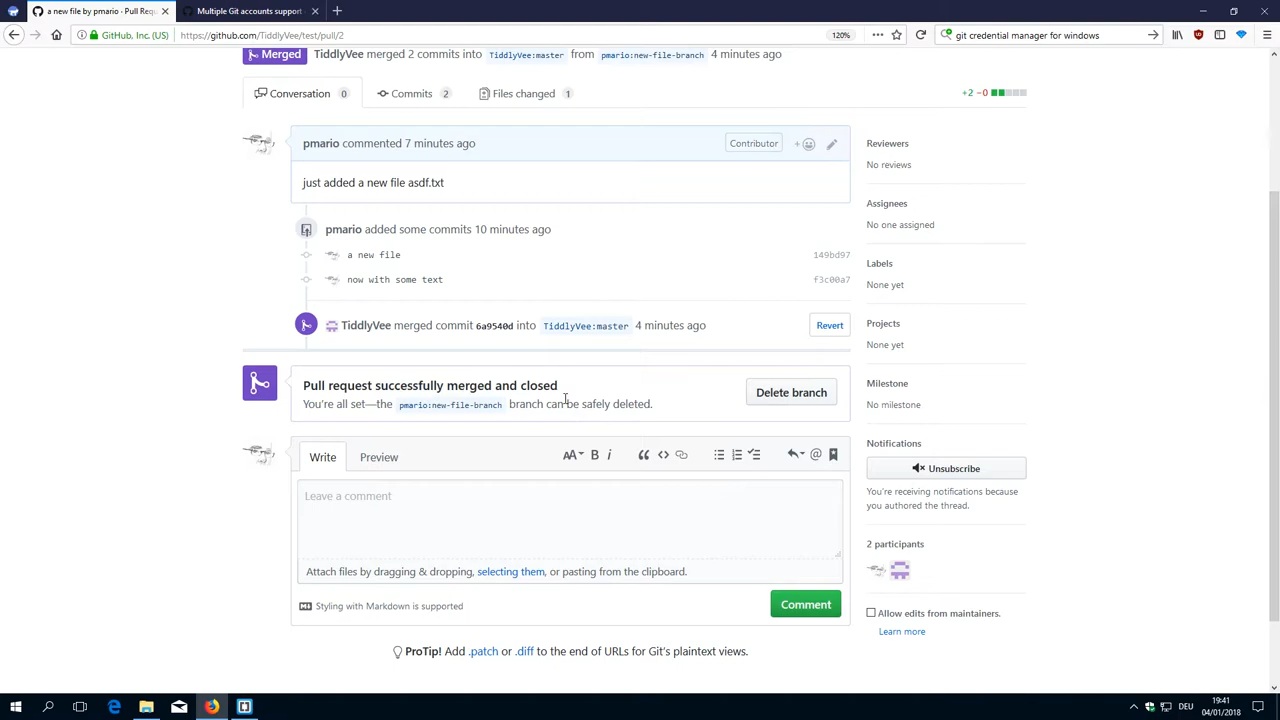 a new file by pmario · Pull Requ
Multiple Git accounts support ·
GitHub, Inc. (US)
https://github.com/TiddlyVee/test/pull/2
120%
git credential manager for windows
Merged
TiddlyVee merged 2 commits into TiddlyVee:master from pmario:new-file-branch 4 minutes ago
Conversation 0
Commits 2
Files changed 1
+2 −0
pmario commented 7 minutes ago
Contributor
just added a new file asdf.txt
pmario added some commits 10 minutes ago
a new file 149bd97
now with some text f3c00a7
TiddlyVee merged commit 6a9540d into TiddlyVee:master 4 minutes ago
Revert
Pull request successfully merged and closed
You're all set—the pmario:new-file-branch branch can be safely deleted.
Delete branch
Write
Preview
AA B i
Leave a comment
Attach files by dragging & dropping, selecting them, or pasting from the clipboard.
Styling with Markdown is supported
Comment
ProTip! Add .patch or .diff to the end of URLs for Git's plaintext views.
Reviewers
No reviews
Assignees
No one assigned
Labels
None yet
Projects
None yet
Milestone
No milestone
Notifications
Unsubscribe
You're receiving notifications because
you authored the thread.
2 participants
Allow edits from maintainers.
Learn more
DEU
19:41
04/01/2018